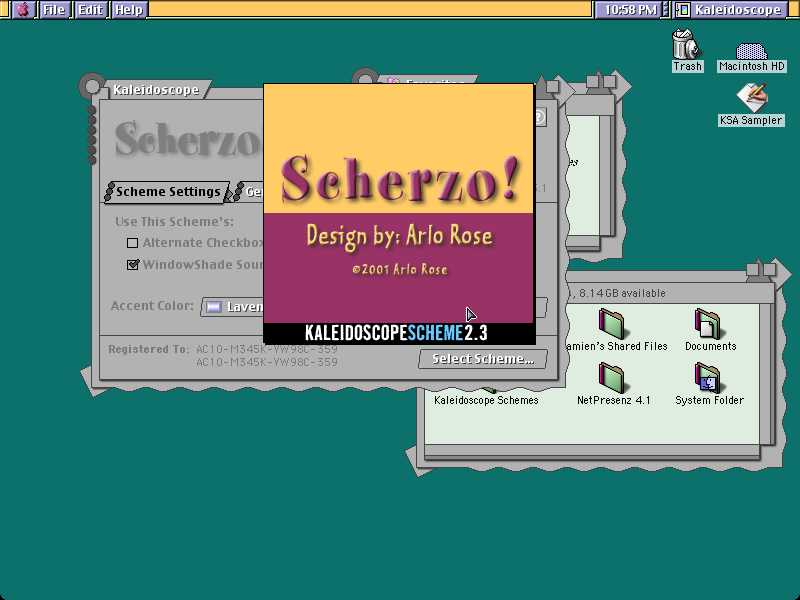 File Edit Help 10:58 PM Kaleidoscope
Trash
Macintosh HD
KSA Sampler
Kaleidoscope
Favorites
Scherzo
Scheme Settings
Ge
.1
Use This Scheme's:
Alternate Checkbox
WindowShade Soun
Accent Color: Laven
Registered To: AC10-M345K-YW98C-359
AC10-M345K-YW98C-359
Select Scheme...
Scherzo!
Design by: Arlo Rose
©2001 Arlo Rose
KALEIDOSCOPESCHEME2.3
, 8.14 GB available
amien's Shared Files
Documents
Kaleidoscope Schemes
NetPresenz 4.1
System Folder